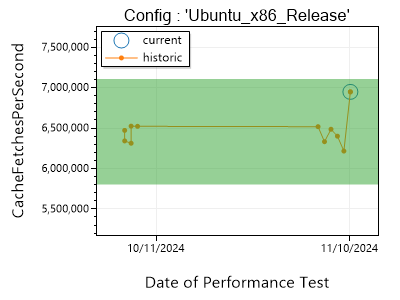 Config : 'Ubuntu_x86_Release'
current
historic
7,500,000
7,000,000
6,500,000
6,000,000
5,500,000
CacheFetchesPerSecond
10/11/2024
11/10/2024
Date of Performance Test